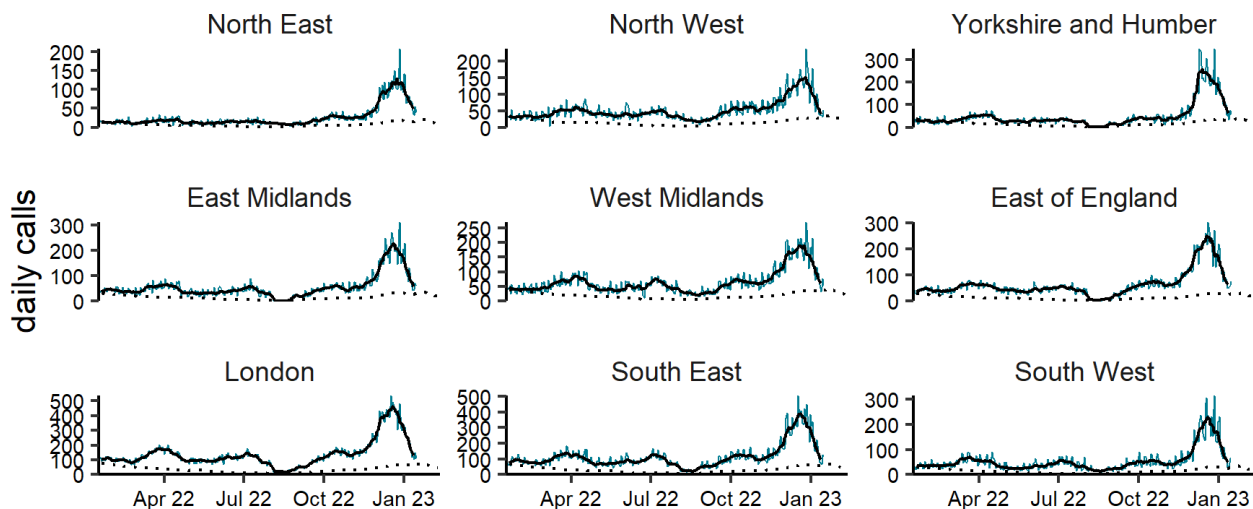 North East North West Yorkshire and Humber
200 150 100 50 0
200 150 100 50 0
300 200 100 0
daily calls
East Midlands West Midlands East of England
300 200 100 0
250 200 150 100 50 0
300 200 100 0
London South East South West
500 400 300 200 100 0
500 400 300 200 100 0
300 200 100 0
Apr 22 Jul 22 Oct 22 Jan 23 Apr 22 Jul 22 Oct 22 Jan 23 Apr 22 Jul 22 Oct 22 Jan 23